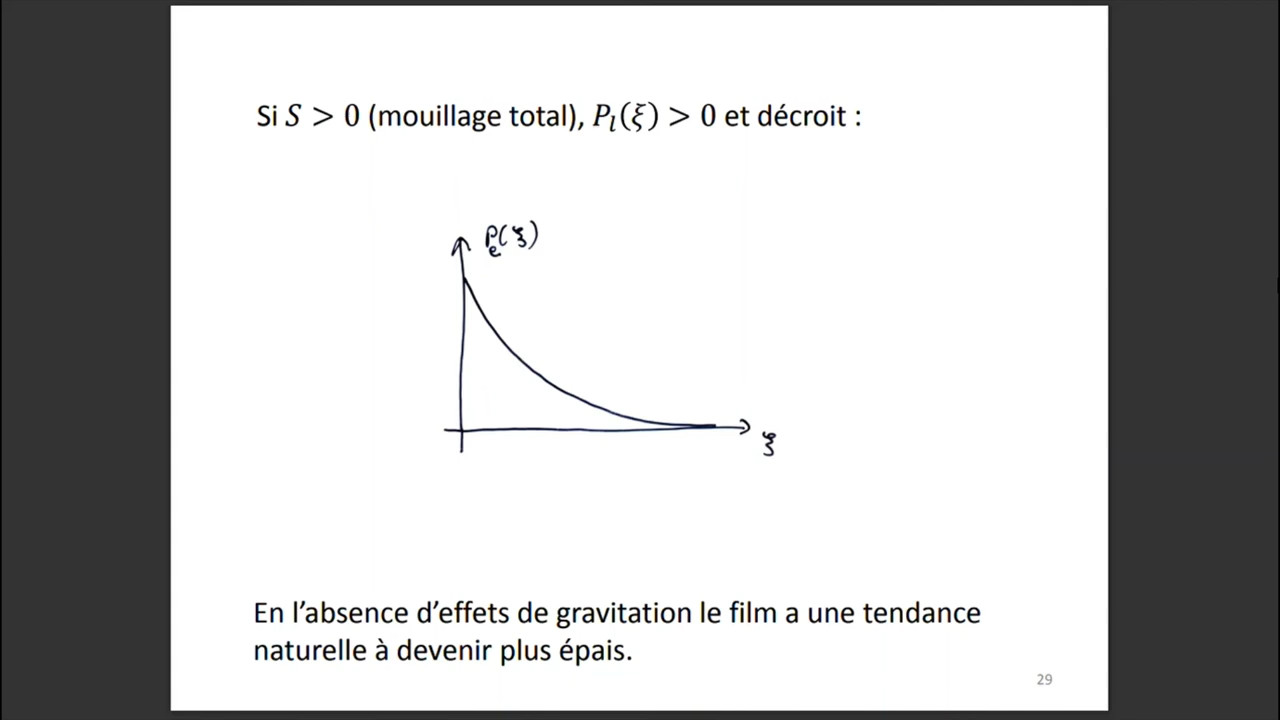 Si S > 0 (mouillage total), Pₗ(ξ) > 0 et décroit :
Pₑ(ξ)
ξ
En l’absence d’effets de gravitation le film a une tendance
naturelle à devenir plus épais.
29